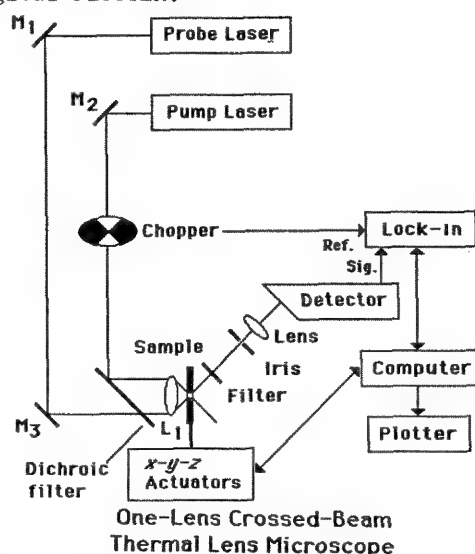 M1
Probe Laser
M2
Pump Laser
Chopper
Lock-in
Ref.
Sig.
Detector
Sample
Lens
Iris
Filter
Computer
Plotter
M3
L1
Dichroic
filter
x-y-z
Actuators
One-Lens Crossed-Beam
Thermal Lens Microscope